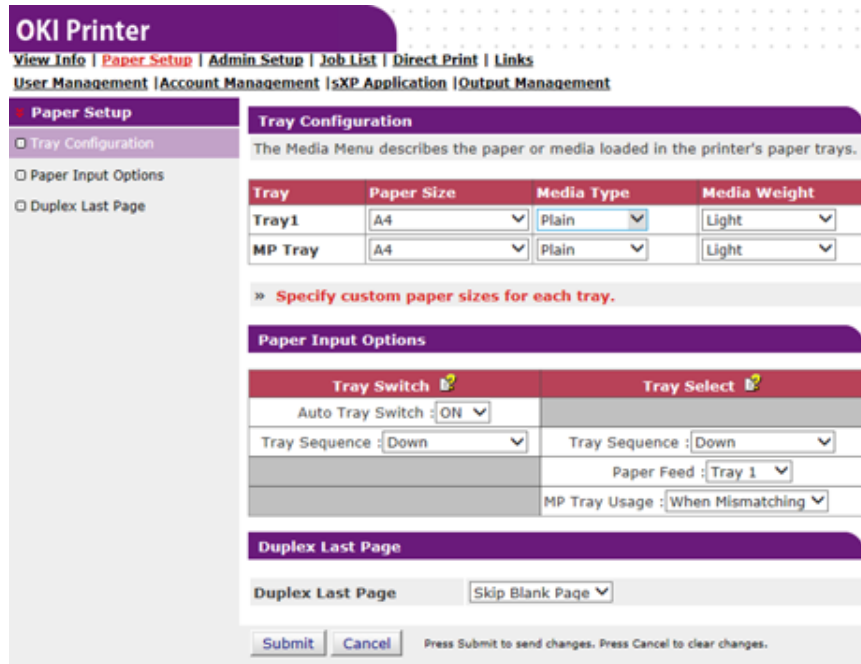 OKI Printer
View Info | Paper Setup | Admin Setup | Job List | Direct Print | Links
User Management |Account Management |sXP Application |Output Management
Paper Setup
Tray Configuration
Paper Input Options
Duplex Last Page
Tray Configuration
The Media Menu describes the paper or media loaded in the printer's paper trays.
Tray Paper Size Media Type Media Weight
Tray1 A4 Plain Light
MP Tray A4 Plain Light
» Specify custom paper sizes for each tray.
Paper Input Options
Tray Switch Tray Select
Auto Tray Switch : ON
Tray Sequence : Down Tray Sequence : Down
Paper Feed : Tray 1
MP Tray Usage : When Mismatching
Duplex Last Page
Duplex Last Page Skip Blank Page
Submit Cancel Press Submit to send changes. Press Cancel to clear changes.